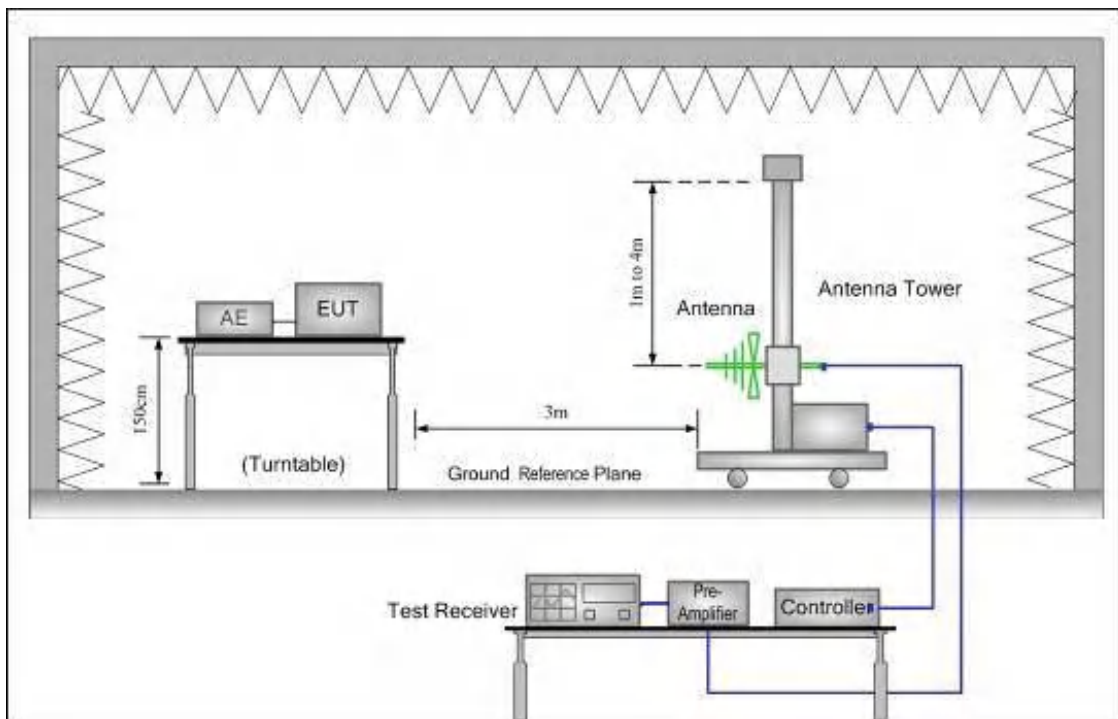 1m to 4m
Antenna Tower
Antenna
AE
EUT
150cm
3m
(Turntable)
Ground Reference Plane
Test Receiver
Pre-
Amplifier
Controller